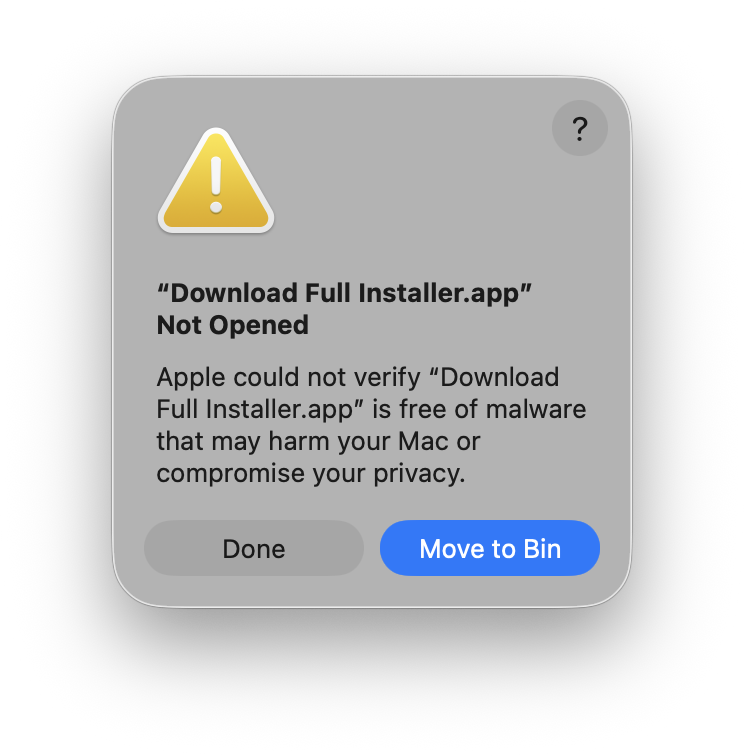 ?
“Download Full Installer.app”
Not Opened
Apple could not verify “Download
Full Installer.app” is free of malware
that may harm your Mac or
compromise your privacy.
Done
Move to Bin